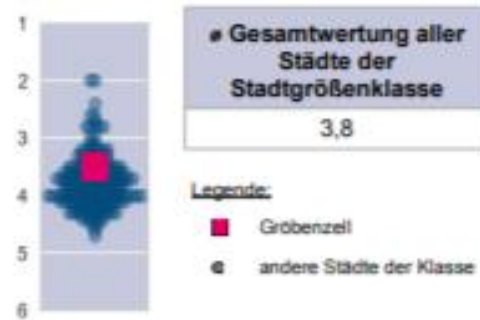 1
2
3
4
5
6
ø Gesamtwertung aller
Städte der
Stadtgrößenklasse
3,8
Legende:
Gröbenzell
andere Städte der Klasse